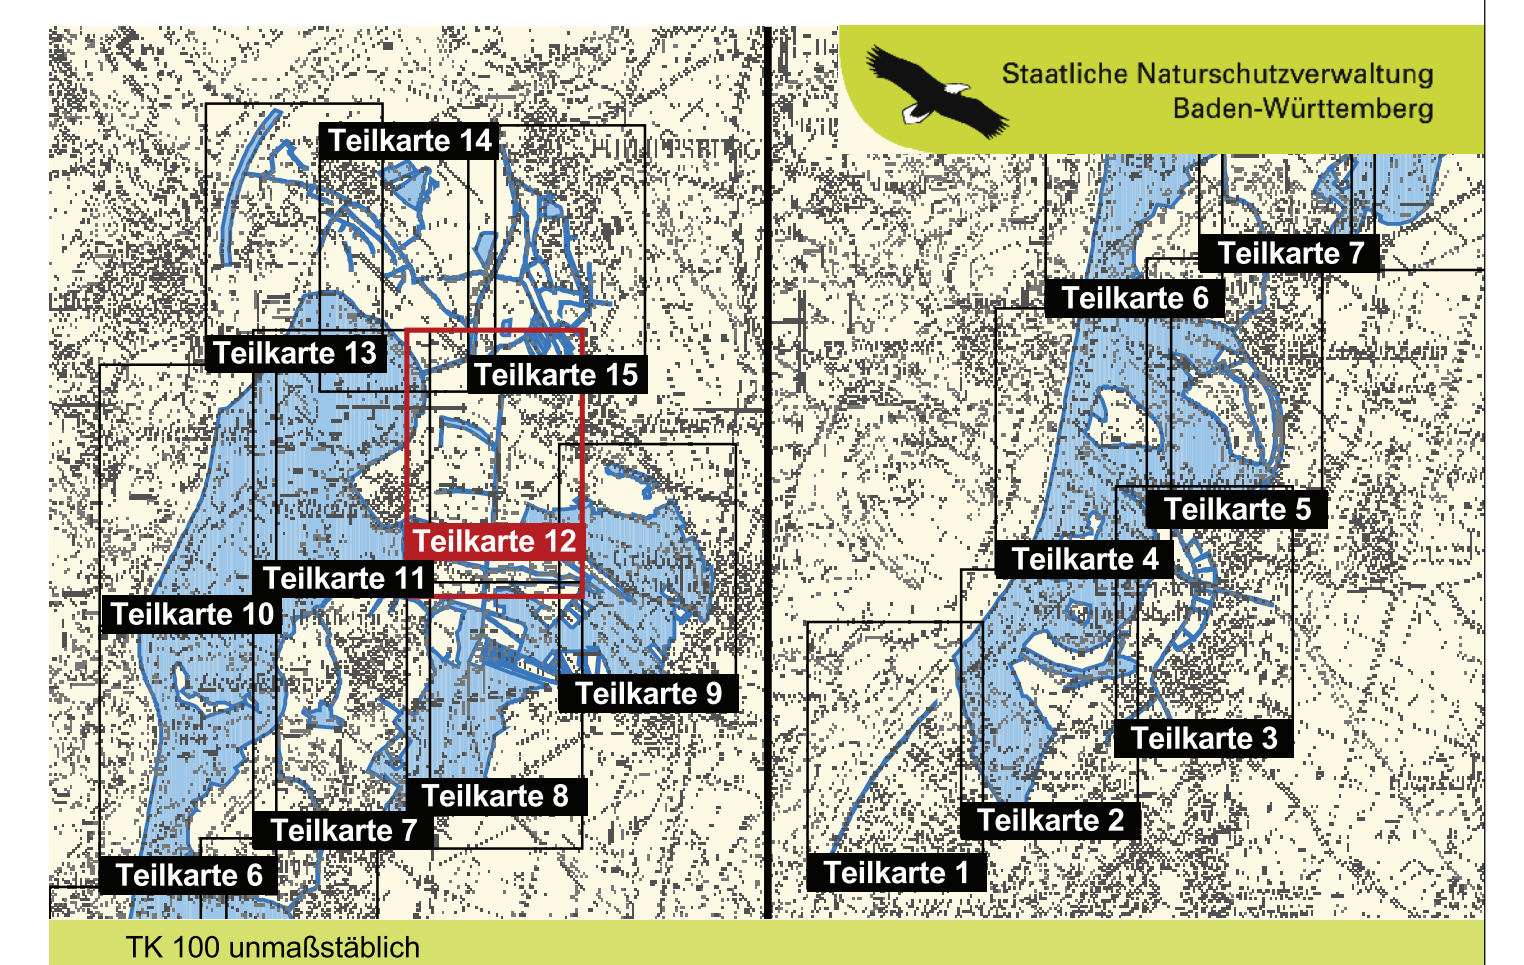 Staatliche Naturschutzverwaltung
Baden-Württemberg
Teilkarte 14
Teilkarte 13
Teilkarte 15
Teilkarte 12
Teilkarte 11
Teilkarte 10
Teilkarte 9
Teilkarte 8
Teilkarte 7
Teilkarte 6
Teilkarte 7
Teilkarte 6
Teilkarte 5
Teilkarte 4
Teilkarte 3
Teilkarte 2
Teilkarte 1
TK 100 unmaßstäblich